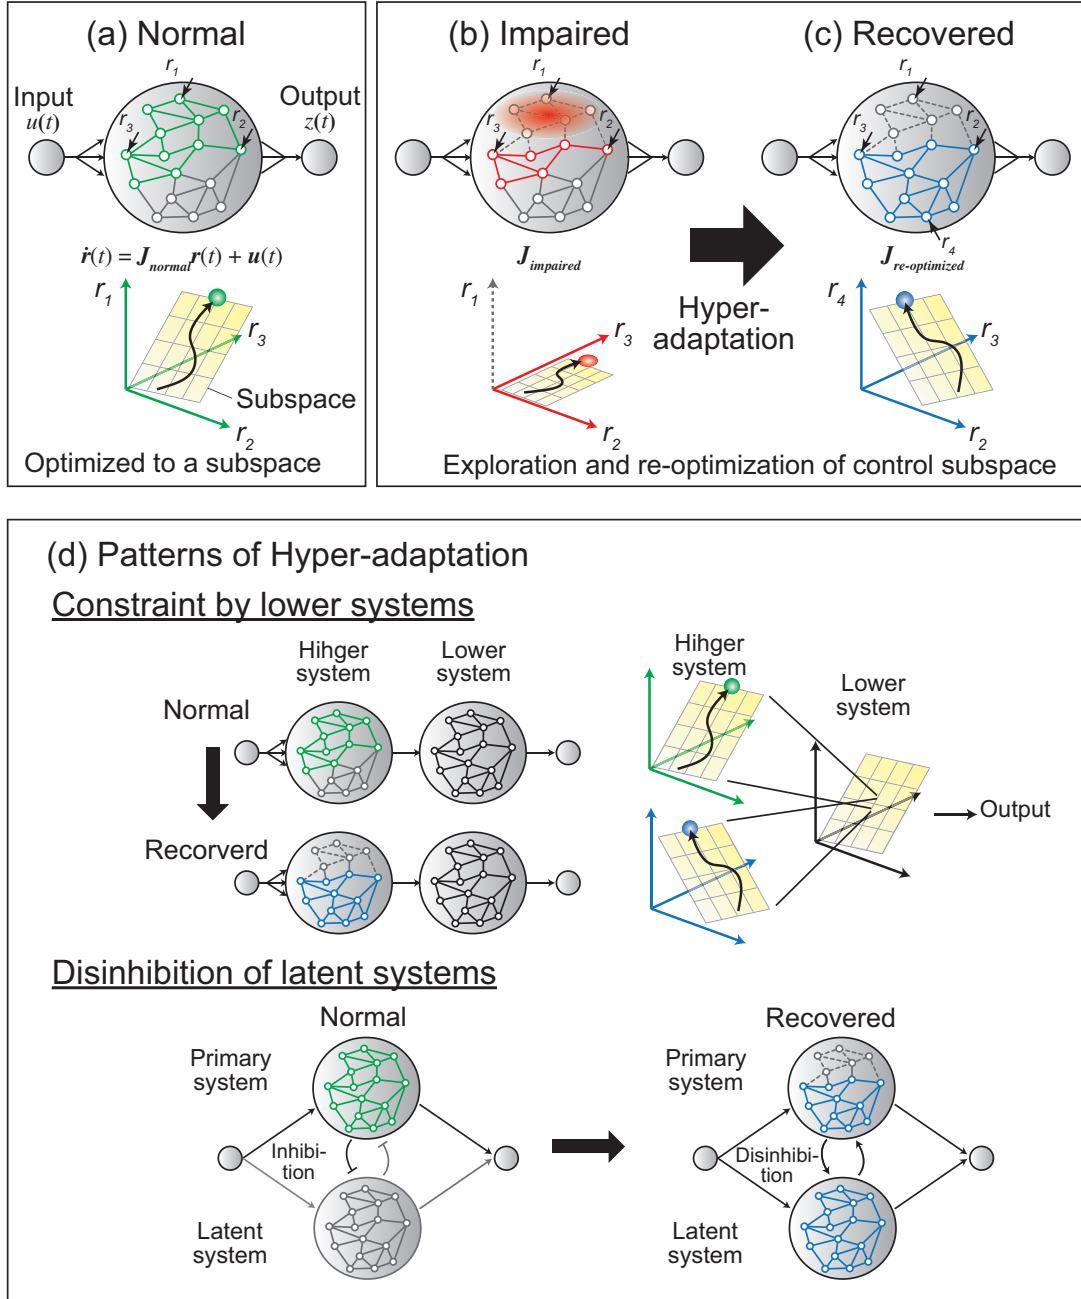 (a) Normal
r1
Input
u(t)
Output
z(t)
r3
r2
ṙ(t) = Jnormal r(t) + u(t)
r1
r3
Subspace
r2
Optimized to a subspace
(b) Impaired
r1
r3
r2
Jimpaired
r1
r3
r2
Hyper-
adaptation
(c) Recovered
r1
r3
r2
r4
Jre-optimized
r4
r3
r2
Exploration and re-optimization of control subspace
(d) Patterns of Hyper-adaptation
Constraint by lower systems
Hihger
system
Lower
system
Normal
Recorverd
Hihger
system
Lower
system
Output
Disinhibition of latent systems
Normal
Primary
system
Inhibi-
tion
Latent
system
Recovered
Primary
system
Disinhibi-
tion
Latent
system